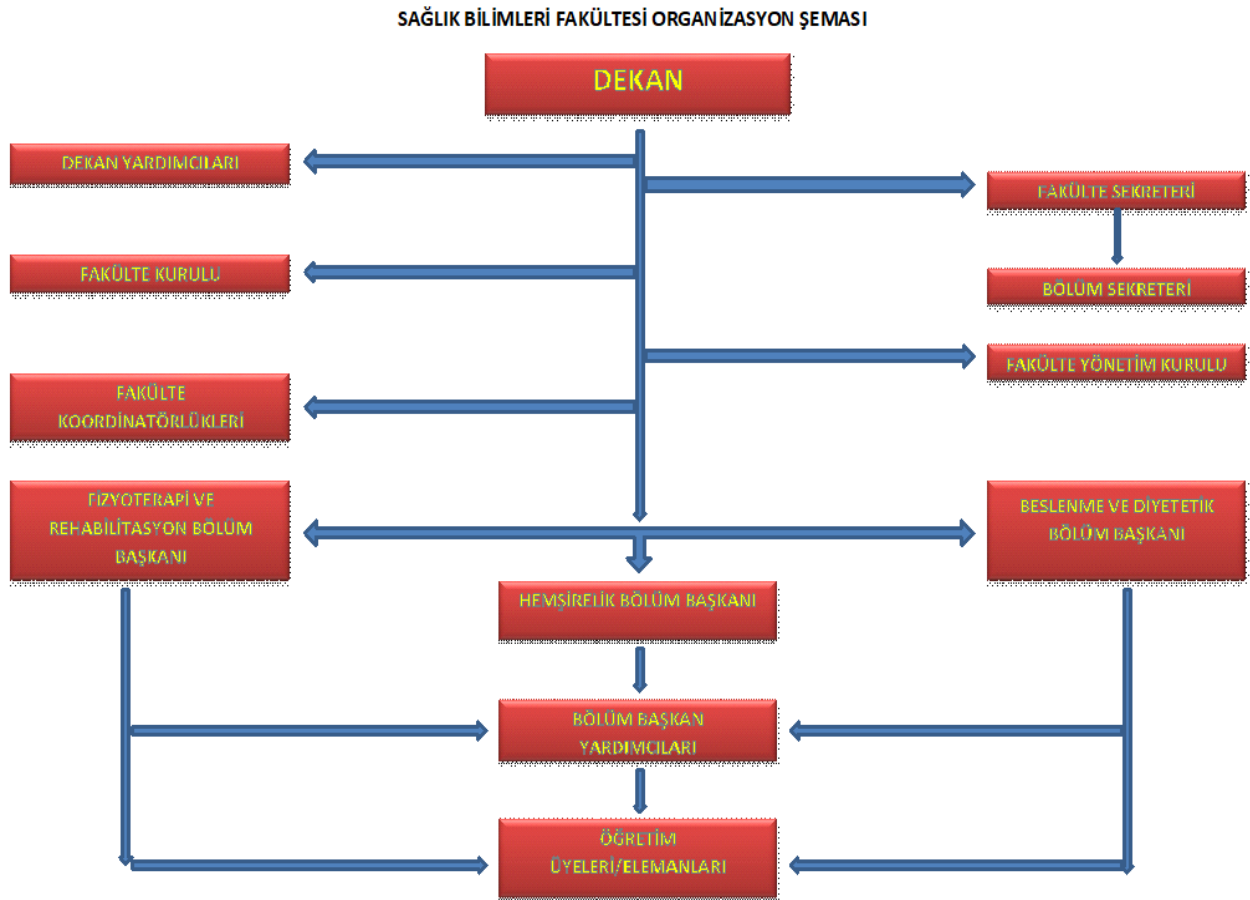 SAĞLIK BİLİMLERİ FAKÜLTESİ ORGANİZASYON ŞEMASI
DEKAN
DEKAN YARDIMCILARI
FAKÜLTE SEKRETERİ
FAKÜLTE KURULU
BÖLÜM SEKRETERİ
FAKÜLTE YÖNETİM KURULU
FAKÜLTE
KOORDİNATÖRLÜKLERİ
FİZYOTERAPİ VE
REHABİLİTASYON BÖLÜM
BAŞKANI
BESLENME VE DİYETETİK
BÖLÜM BAŞKANI
HEMŞİRELİK BÖLÜM BAŞKANI
BÖLÜM BAŞKAN
YARDIMCILARI
ÖĞRETİM
ÜYELERİ/ELEMANLARI